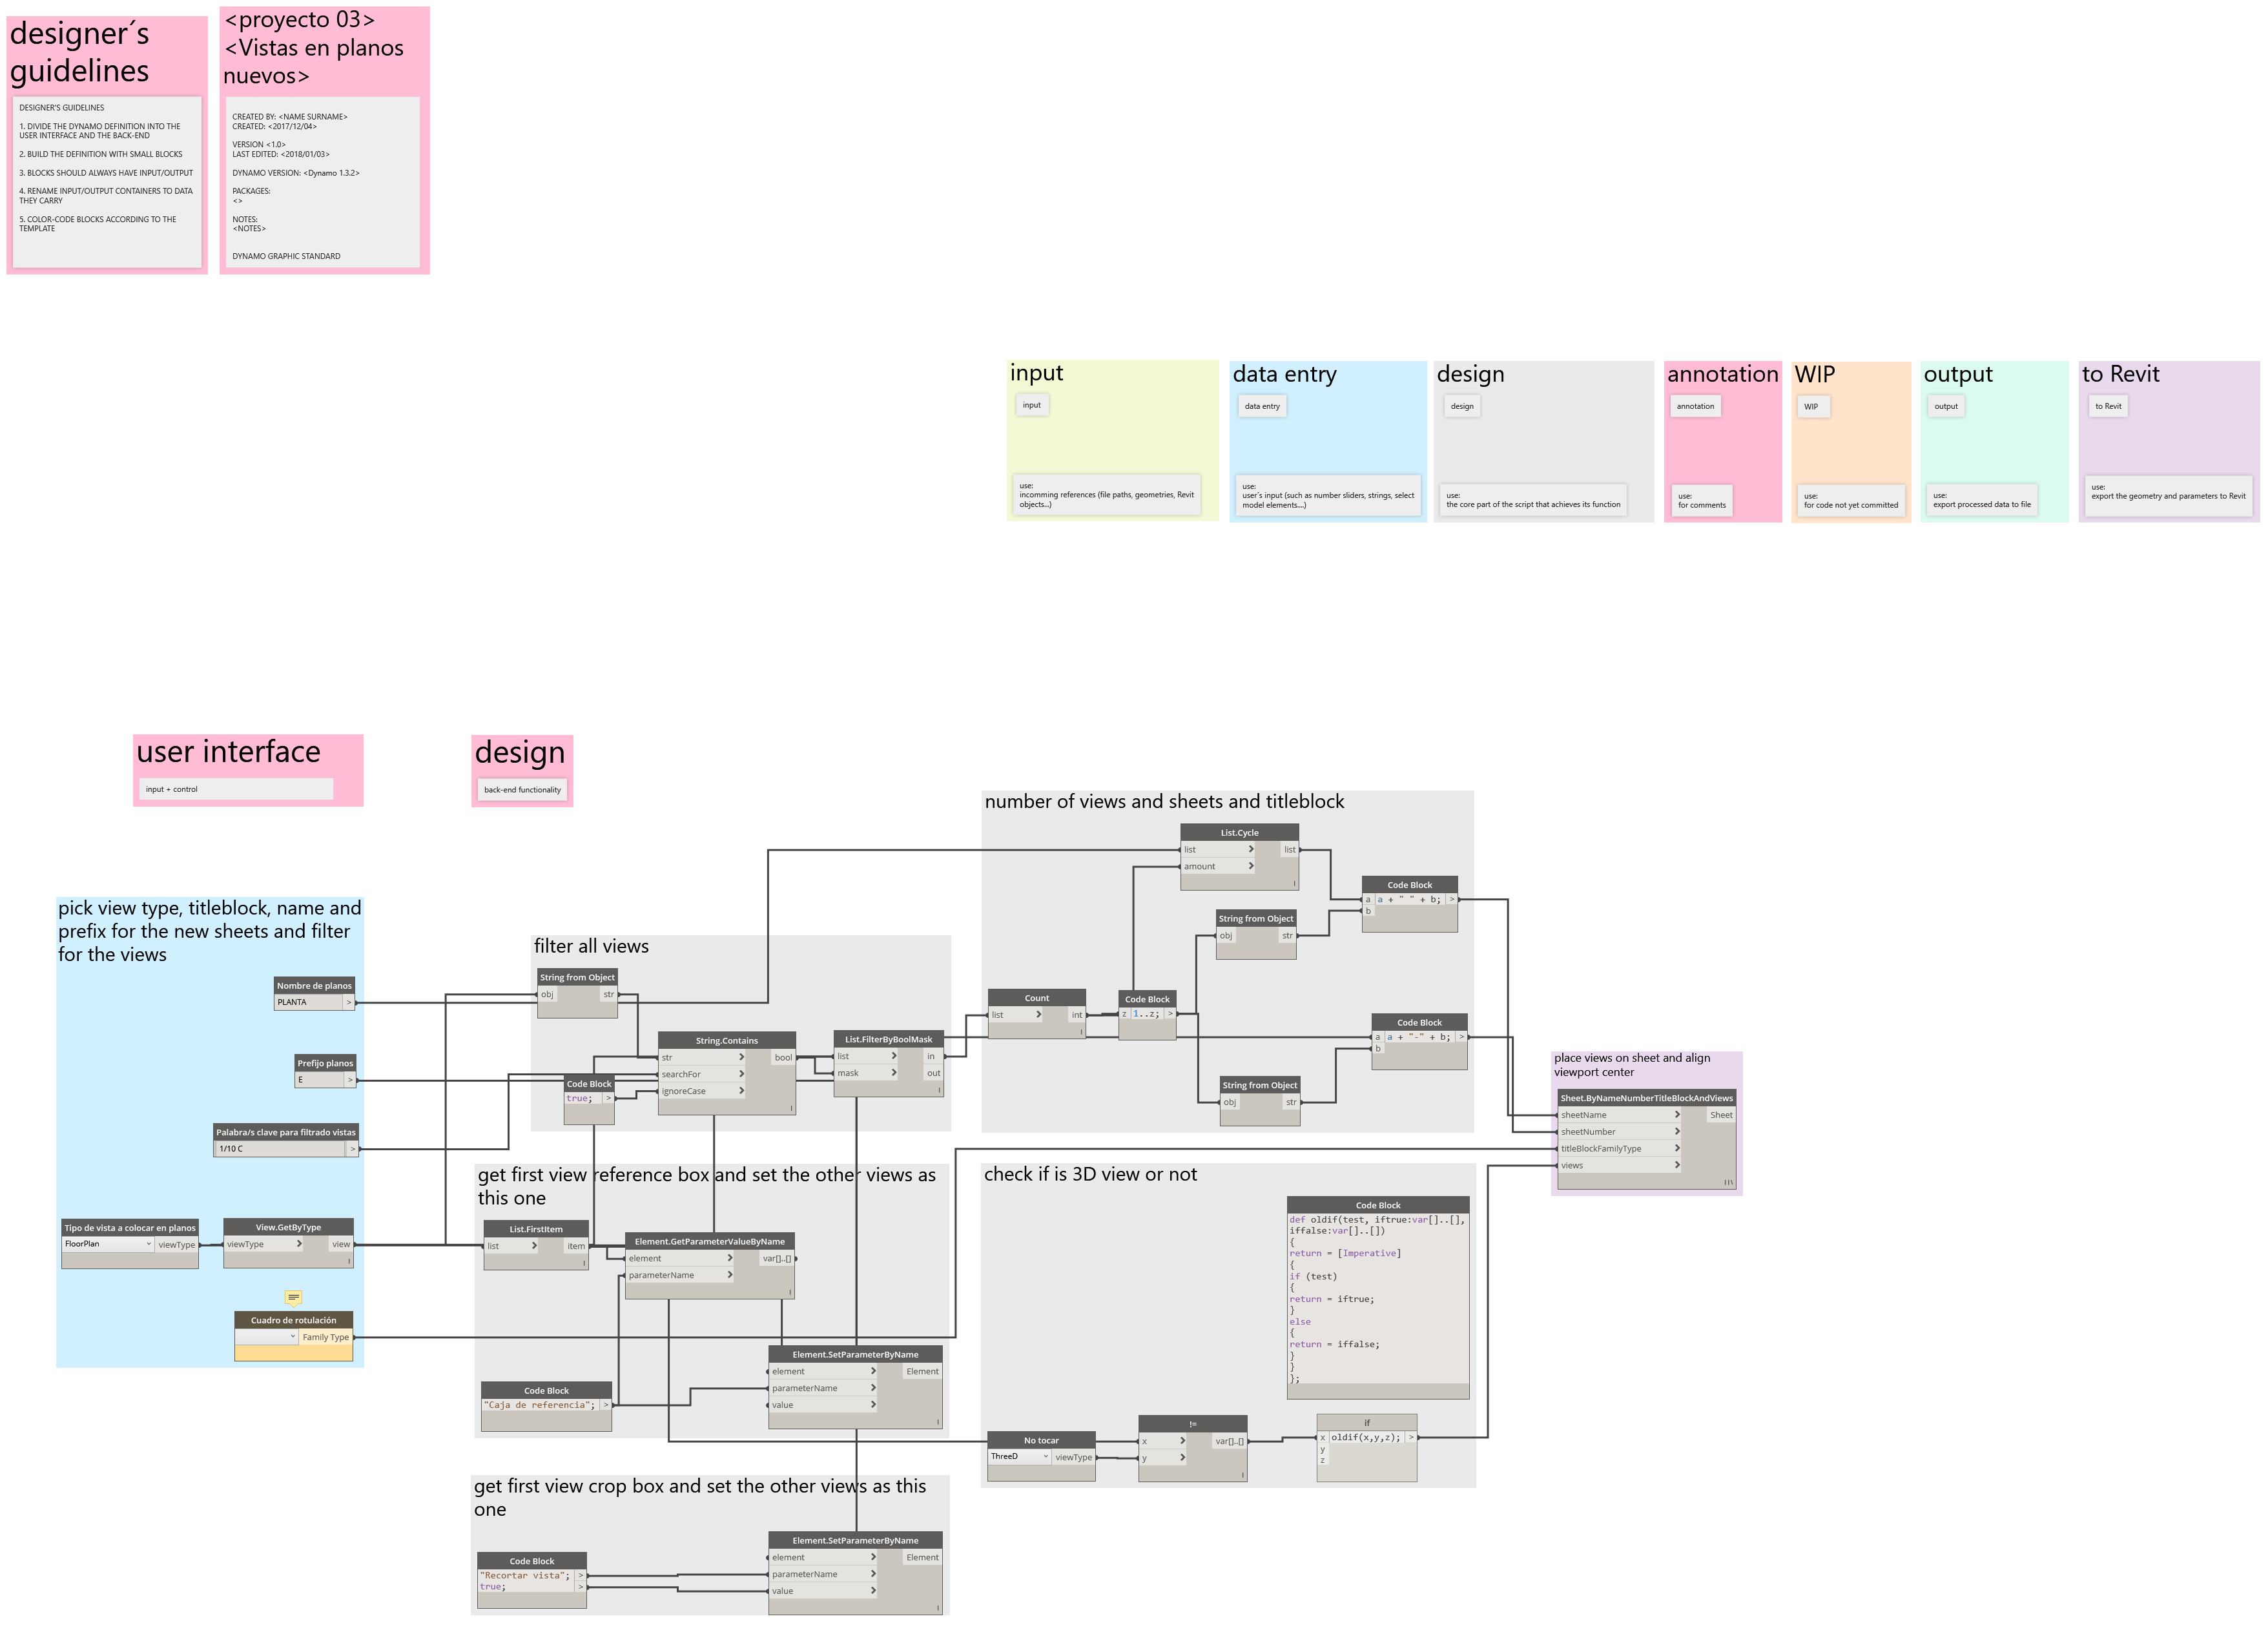 designer´s
guidelines
DESIGNER'S GUIDELINES
1. DIVIDE THE DYNAMO DEFINITION INTO THE
USER INTERFACE AND THE BACK-END
2. BUILD THE DEFINITION WITH SMALL BLOCKS
3. BLOCKS SHOULD ALWAYS HAVE INPUT/OUTPUT
4. RENAME INPUT/OUTPUT CONTAINERS TO DATA
THEY CARRY
5. COLOR-CODE BLOCKS ACCORDING TO THE
TEMPLATE
<proyecto 03>
<Vistas en planos
nuevos>
CREATED BY: <NAME SURNAME>
CREATED: <2017/12/04>
VERSION <1.0>
LAST EDITED: <2018/01/03>
DYNAMO VERSION: <Dynamo 1.3.2>
PACKAGES:
<>
NOTES:
<NOTES>
DYNAMO GRAPHIC STANDARD
input
input
use:
incomming references (file paths, geometries, Revit
objects...)
data entry
data entry
use:
user´s input (such as number sliders, strings, select
model elements....)
design
design
use:
the core part of the script that achieves its function
annotation
annotation
use:
for comments
WIP
WIP
use:
for code not yet committed
output
output
use:
export processed data to file
to Revit
to Revit
use:
export the geometry and parameters to Revit
user interface
input + control
design
back-end functionality
pick view type, titleblock, name and
prefix for the new sheets and filter
for the views
Nombre de planos
PLANTA >
Prefijo planos
E >
Palabra/s clave para filtrado vistas
1/10 C >
Tipo de vista a colocar en planos
FloorPlan viewType
View.GetByType
viewType > view
Cuadro de rotulación
Family Type
filter all views
String from Object
obj str
Code Block
true; >
String.Contains
str > bool
searchFor >
ignoreCase >
List.FilterByBoolMask
list > in
mask > out
get first view reference box and set the other views as
this one
List.FirstItem
list > item
Element.GetParameterValueByName
element > var[]..[]
parameterName >
Code Block
"Caja de referencia"; >
Element.SetParameterByName
element > Element
parameterName >
value >
get first view crop box and set the other views as this
one
Code Block
"Recortar vista"; >
true; >
Element.SetParameterByName
element > Element
parameterName >
value >
number of views and sheets and titleblock
List.Cycle
list > list
amount >
String from Object
obj str
Code Block
a a + " " + b; >
b
Count
list > int
Code Block
z 1..z; >
Code Block
a a + "-" + b; >
b
String from Object
obj str
check if is 3D view or not
Code Block
def oldif(test, iftrue:var[]..[],
iffalse:var[]..[])
{
return = [Imperative]
{
if (test)
{
return = iftrue;
}
else
{
return = iffalse;
}
}
};
No tocar
ThreeD viewType
!=
x > var[]..[]
y >
if
x oldif(x,y,z); >
y
z
place views on sheet and align
viewport center
Sheet.ByNameNumberTitleBlockAndViews
sheetName > Sheet
sheetNumber >
titleBlockFamilyType >
views >